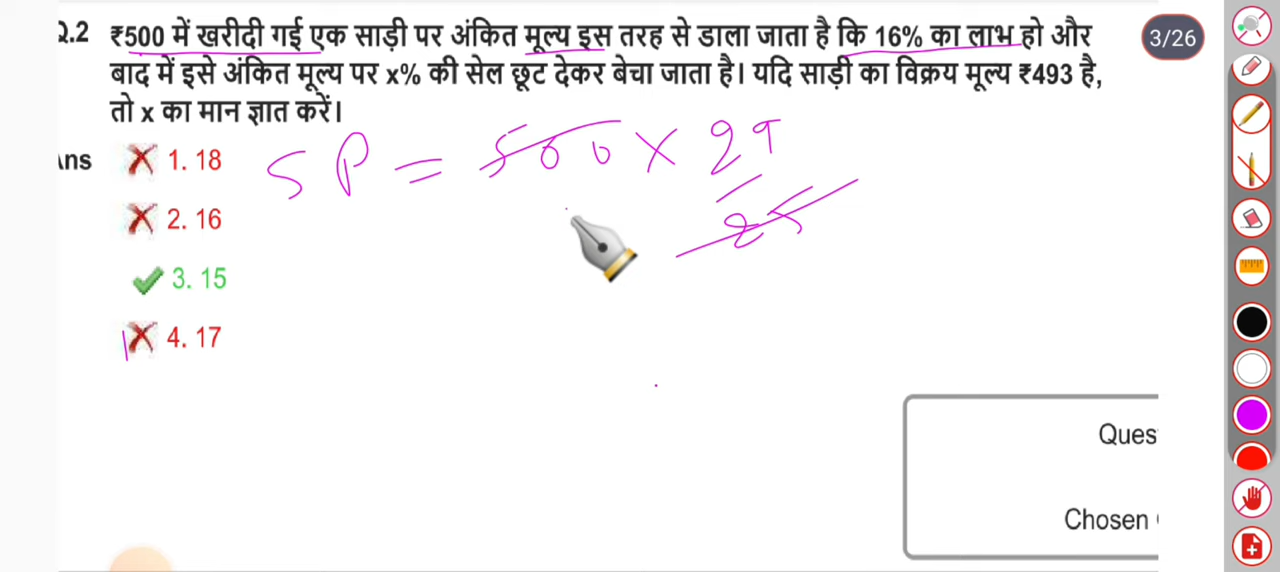 Q.2 ₹500 में खरीदी गई एक साड़ी पर अंकित मूल्य इस तरह से डाला जाता है कि 16% का लाभ हो और
बाद में इसे अंकित मूल्य पर x% की सेल छूट देकर बेचा जाता है। यदि साड़ी का विक्रय मूल्य ₹493 है,
तो x का मान ज्ञात करें।
3/26
Ans 1. 18
2. 16
3. 15
4. 17
SP = 500 × 29
25
Ques
Chosen